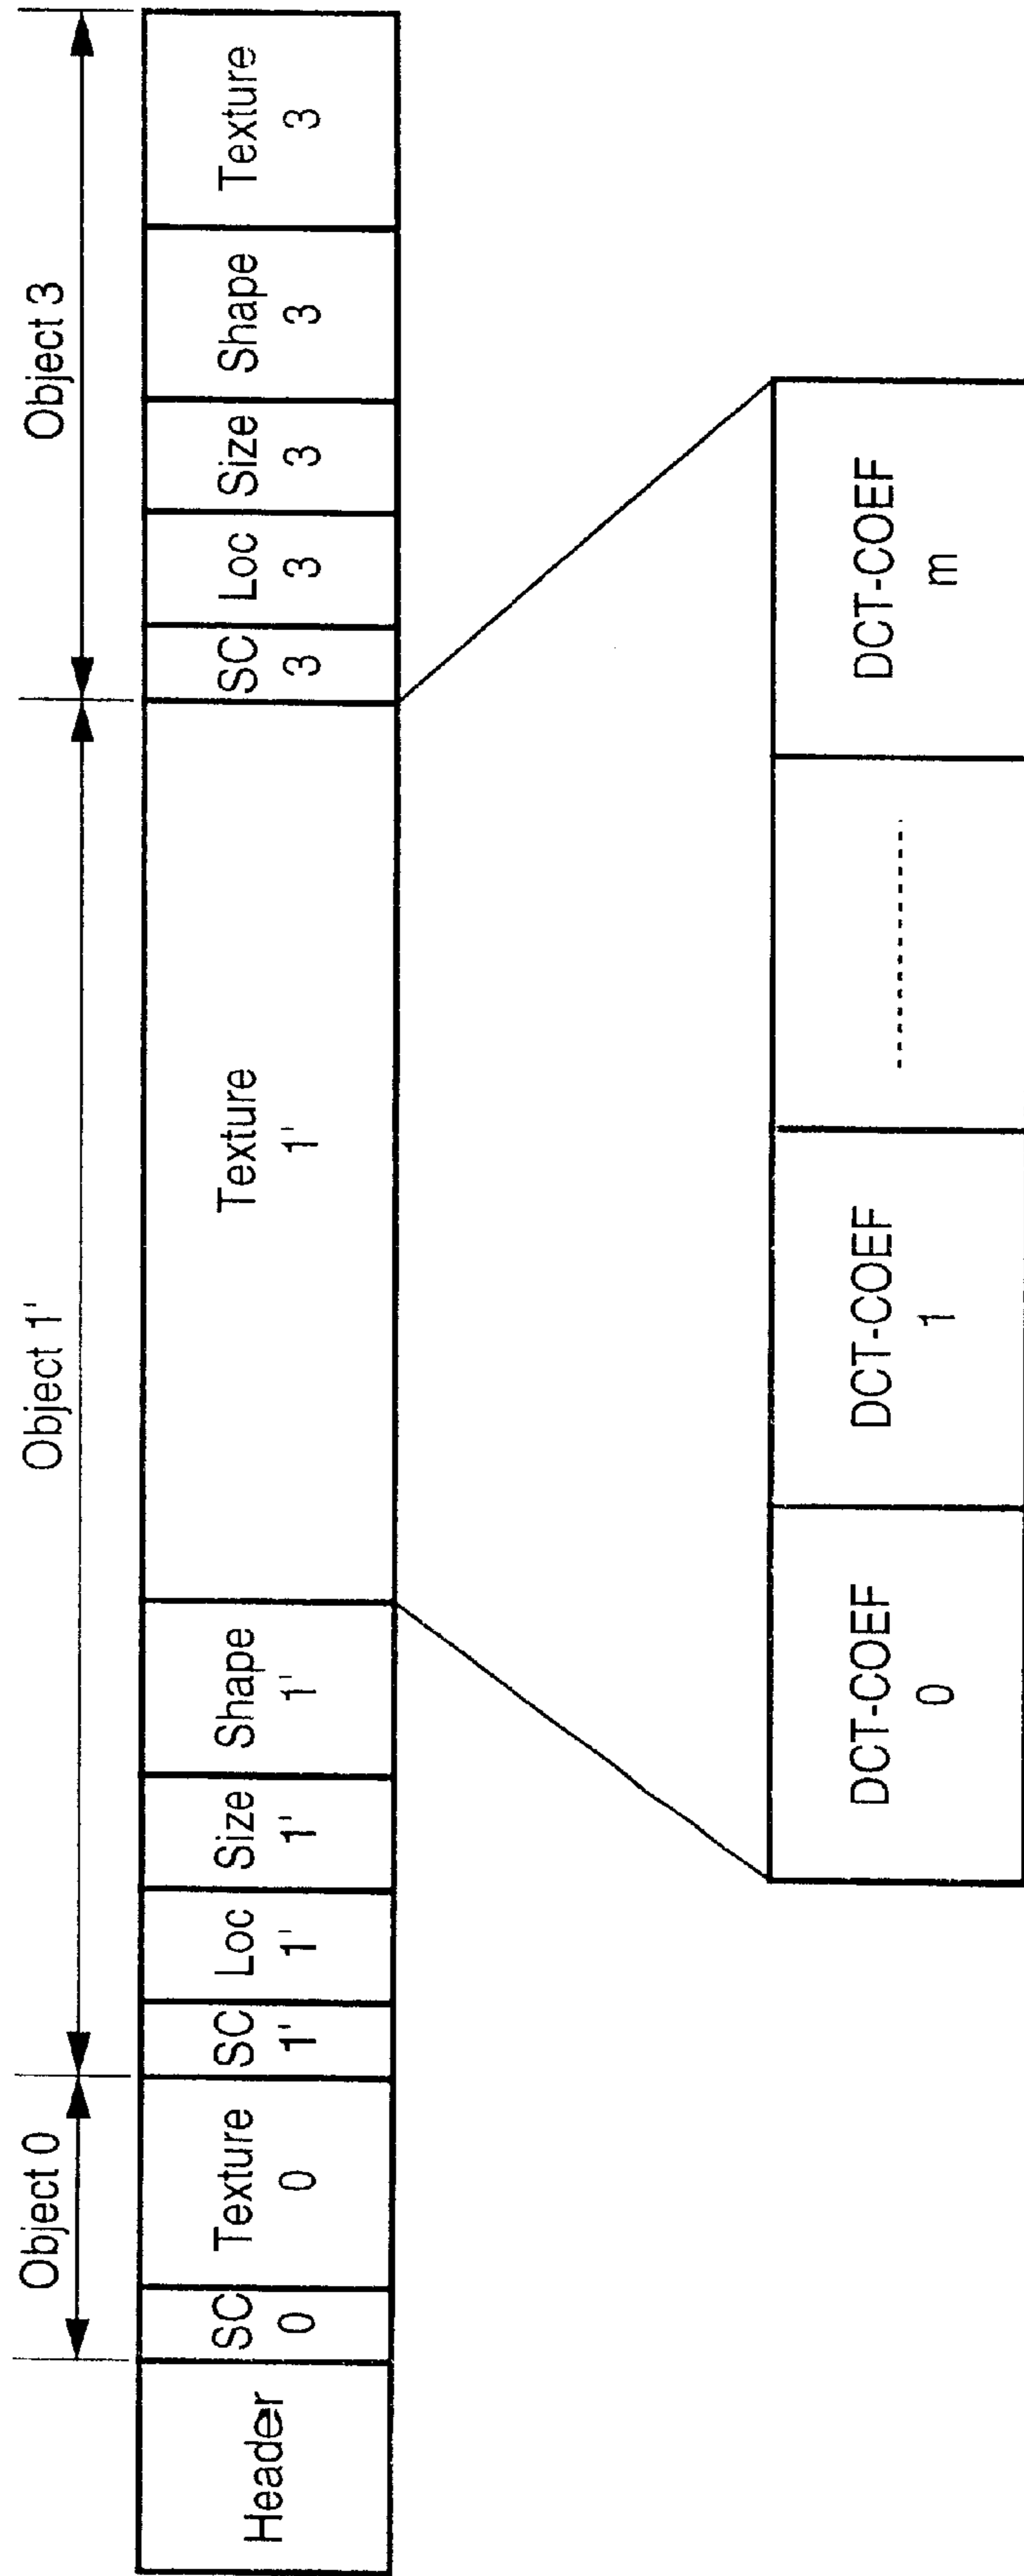 Object 0
Object 1'
Object 3
Header
SC
0
Texture
0
SC
1'
Loc
1'
Size
1'
Shape
1'
Texture
1'
SC
3
Loc
3
Size
3
Shape
3
Texture
3
DCT-COEF
0
DCT-COEF
1
DCT-COEF
m